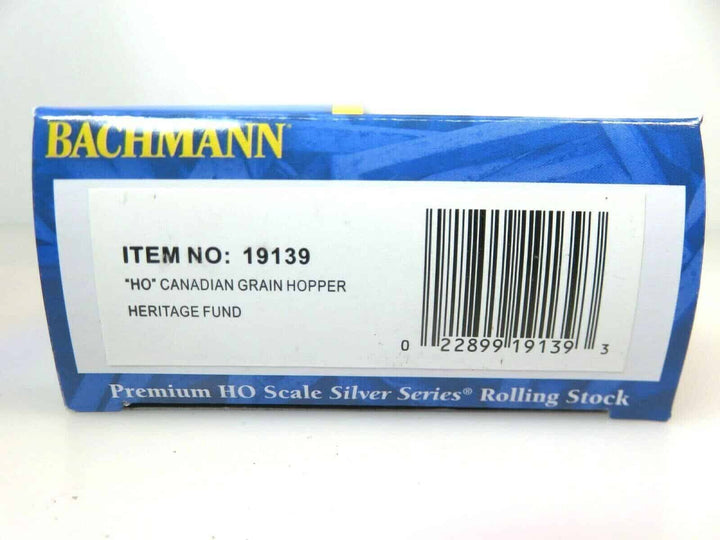 BACHMANN
ITEM NO: 19139
"HO" CANADIAN GRAIN HOPPER
HERITAGE FUND
0 22899 19139 3
Premium HO Scale Silver Series® Rolling Stock